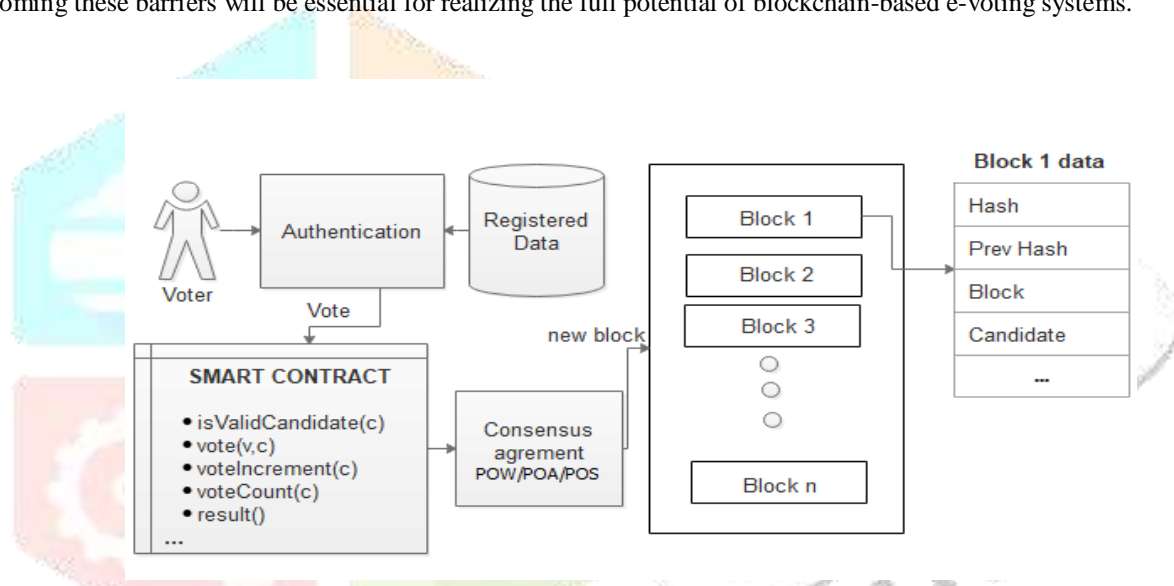 oming these barriers will be essential for realizing the full potential of blockchain-based e-voting systems.
Voter
Authentication
Registered
Data
Vote
SMART CONTRACT
• isValidCandidate(c)
• vote(v,c)
• voteIncrement(c)
• voteCount(c)
• result()
...
Consensus
agrement
POW/POA/POS
new block
Block 1
Block 2
Block 3
Block n
Block 1 data
Hash
Prev Hash
Block
Candidate
...